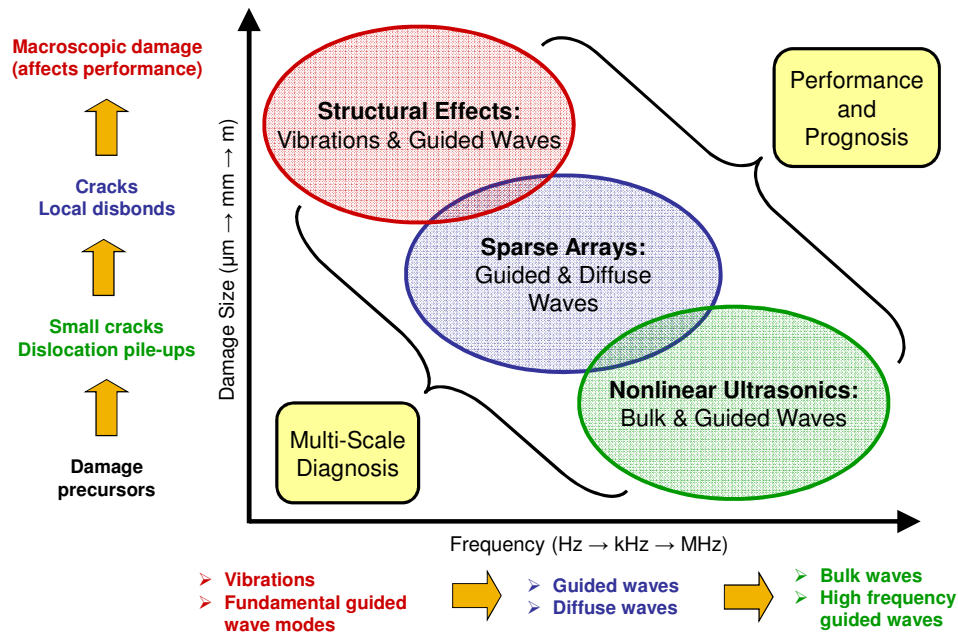 Macroscopic damage
(affects performance)
Cracks
Local disbonds
Small cracks
Dislocation pile-ups
Damage
precursors
Damage Size (µm → mm → m)
Structural Effects:
Vibrations & Guided Waves
Sparse Arrays:
Guided & Diffuse
Waves
Nonlinear Ultrasonics:
Bulk & Guided Waves
Performance
and
Prognosis
Multi-Scale
Diagnosis
Frequency (Hz → kHz → MHz)
➢ Vibrations
➢ Fundamental guided
wave modes
➢ Guided waves
➢ Diffuse waves
➢ Bulk waves
➢ High frequency
guided waves